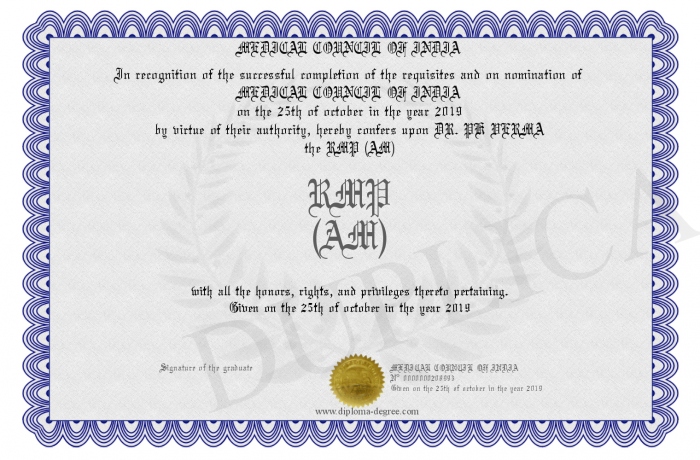 MEDICAL COUNCIL OF INDIA
In recognition of the successful completion of the requisites and on nomination of
MEDICAL COUNCIL OF INDIA
on the 25th of october in the year 2019
by virtue of their authority, hereby confers upon DR. PK VERMA
the RMP (AM)
RMP
(AM)
with all the honors, rights, and privileges thereto pertaining.
Given on the 25th of october in the year 2019
DUPLICA
Signature of the graduate
MEDICAL COUNCIL OF INDIA
N° 0000000208993
Given on the 25th of october in the year 2019
www.diploma-degree.com